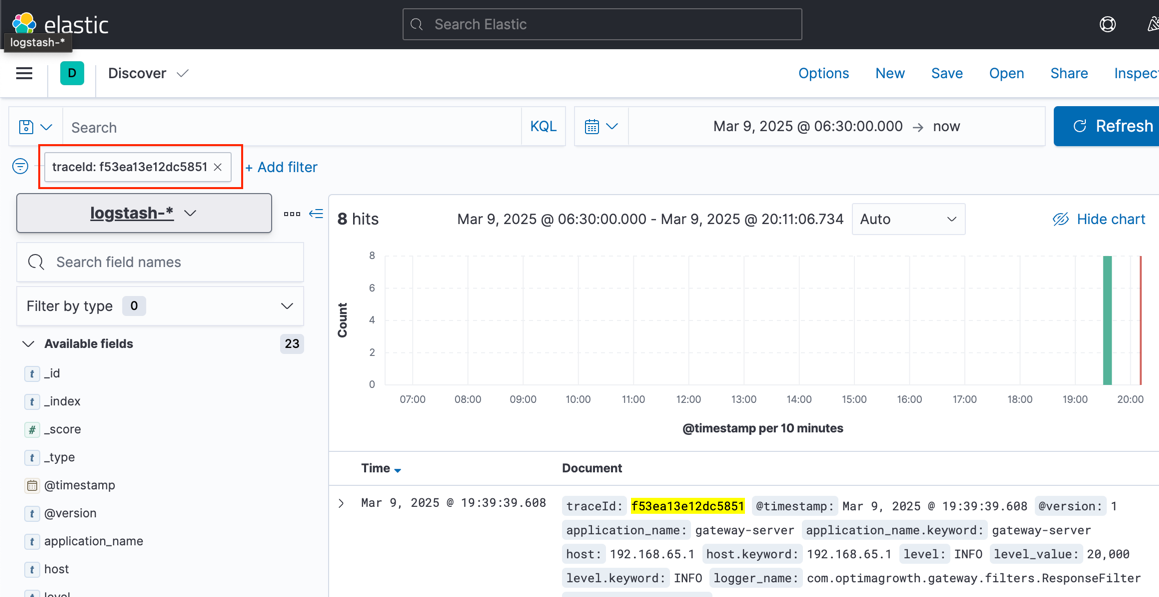 elastic
Search Elastic
logstash-*
D
Discover
Options
New
Save
Open
Share
Inspect
Search
KQL
Mar 9, 2025 @ 06:30:00.000 → now
Refresh
traceId: f53ea13e12dc5851 ×
+ Add filter
logstash-*
8 hits
Mar 9, 2025 @ 06:30:00.000 - Mar 9, 2025 @ 20:11:06.734
Auto
Hide chart
Search field names
Filter by type 0
Available fields 23
t _id
t _index
# _score
t _type
@timestamp
t @version
t application_name
t host
t level
Count
8
6
4
2
0
07:00 08:00 09:00 10:00 11:00 12:00 13:00 14:00 15:00 16:00 17:00 18:00 19:00 20:00
@timestamp per 10 minutes
Time Document
Mar 9, 2025 @ 19:39:39.608
traceId: f53ea13e12dc5851 @timestamp: Mar 9, 2025 @ 19:39:39.608 @version: 1
application_name: gateway-server application_name.keyword: gateway-server
host: 192.168.65.1 host.keyword: 192.168.65.1 level: INFO level_value: 20,000
level.keyword: INFO logger_name: com.optimagrowth.gateway.filters.ResponseFilter